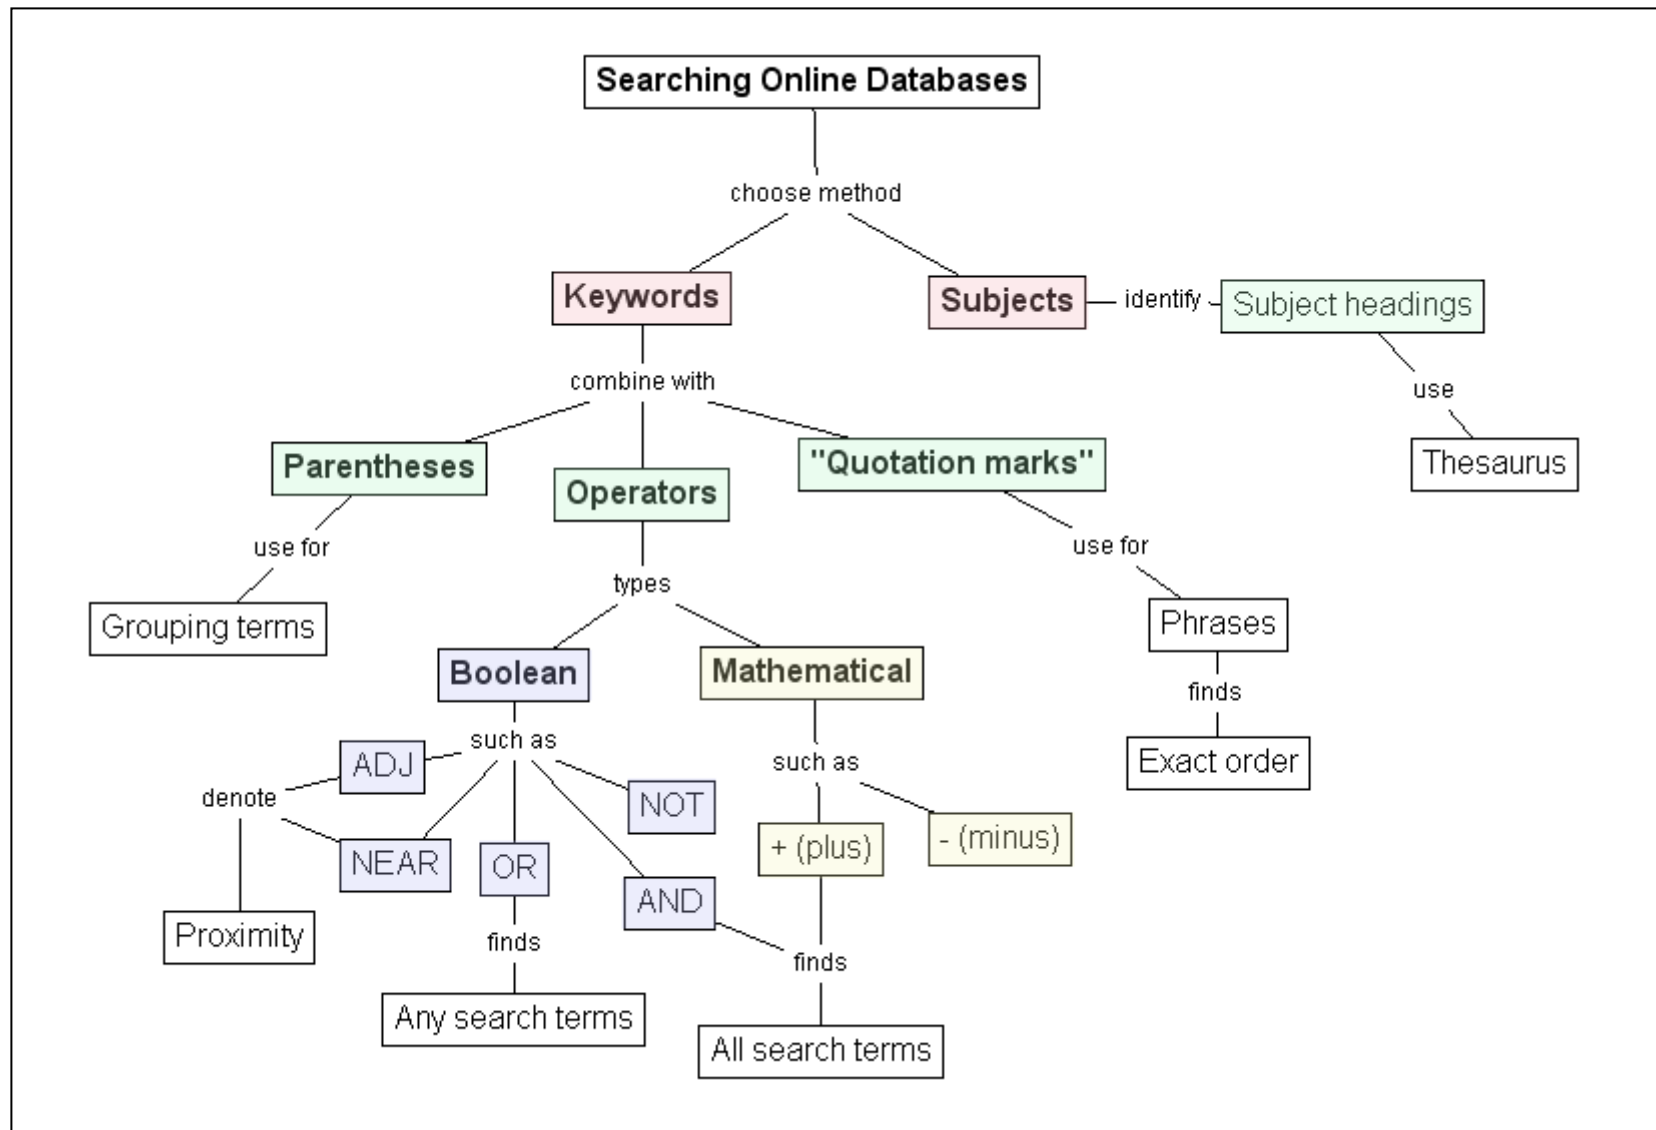 Searching Online Databases
choose method
Keywords
Subjects
identify
Subject headings
use
Thesaurus
combine with
Parentheses
Operators
"Quotation marks"
use for
Grouping terms
types
use for
Phrases
finds
Exact order
Boolean
Mathematical
such as
ADJ
denote
NEAR
OR
AND
NOT
Proximity
finds
Any search terms
such as
+ (plus)
- (minus)
finds
All search terms